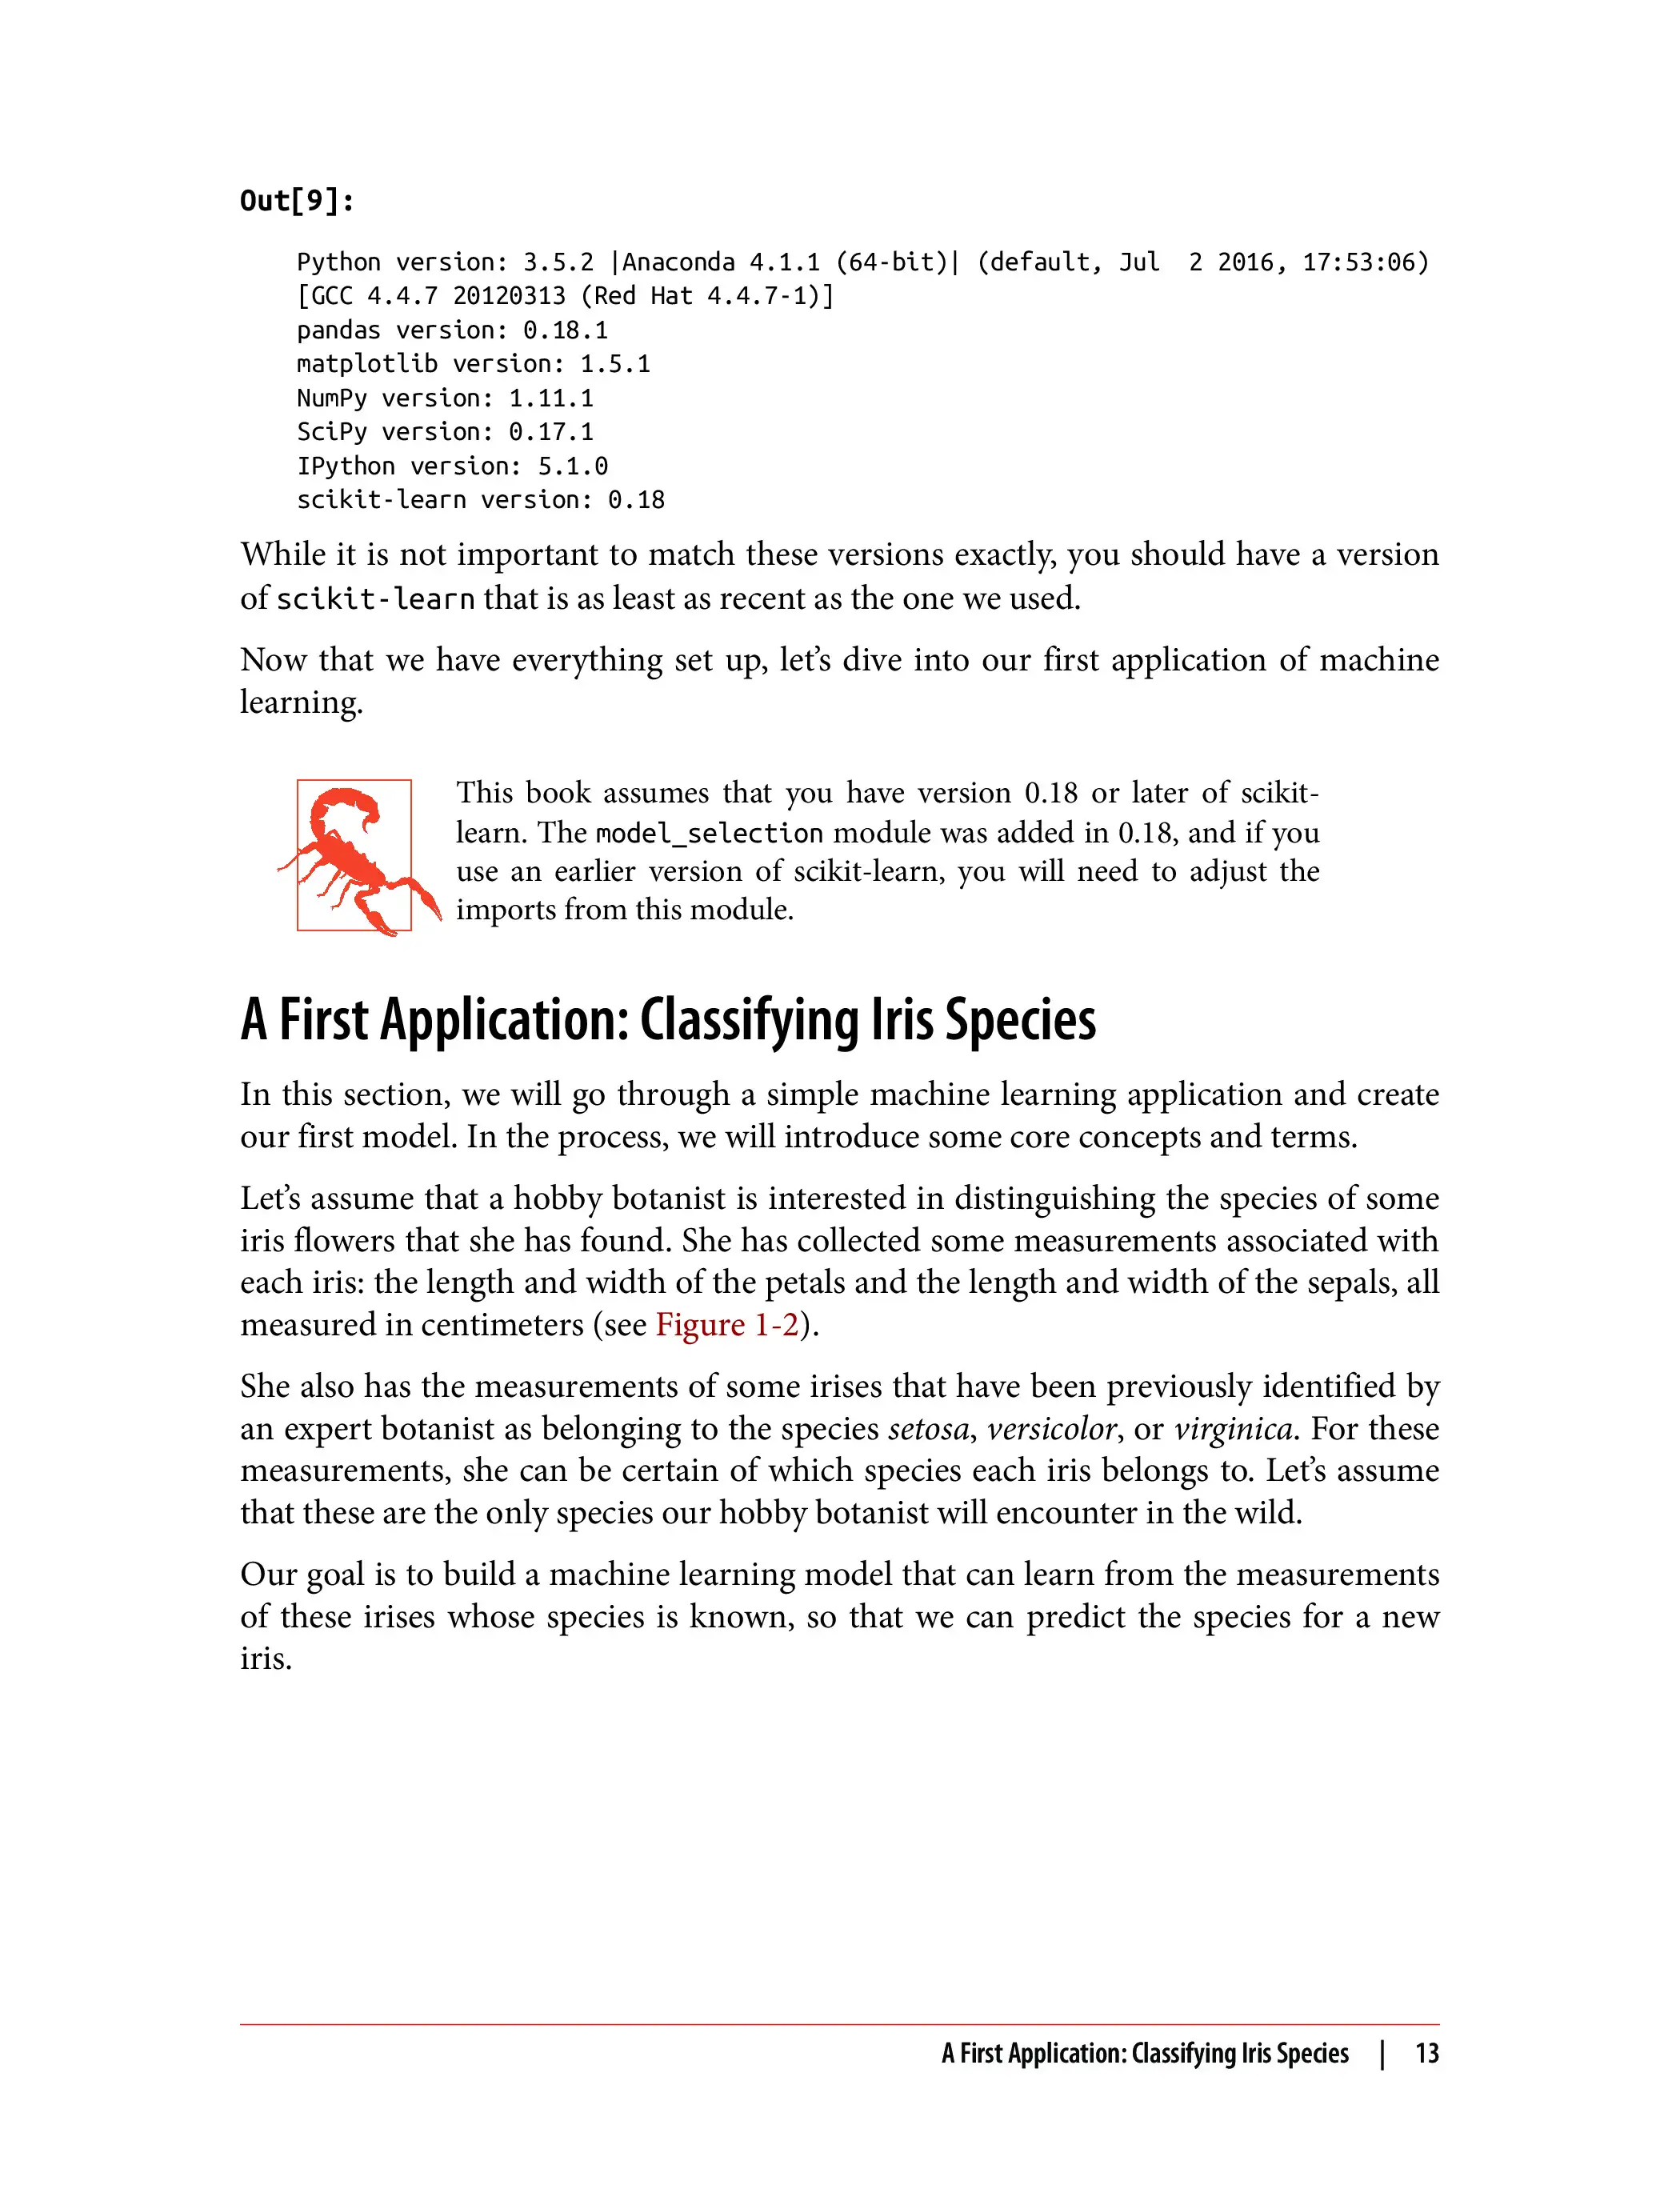 Out[9]:
Python version: 3.5.2 |Anaconda 4.1.1 (64-bit)| (default, Jul  2 2016, 17:53:06)
[GCC 4.4.7 20120313 (Red Hat 4.4.7-1)]
pandas version: 0.18.1
matplotlib version: 1.5.1
NumPy version: 1.11.1
SciPy version: 0.17.1
IPython version: 5.1.0
scikit-learn version: 0.18
While it is not important to match these versions exactly, you should have a version
of scikit-learn that is as least as recent as the one we used.
Now that we have everything set up, let’s dive into our first application of machine
learning.
This book assumes that you have version 0.18 or later of scikit-
learn. The model_selection module was added in 0.18, and if you
use an earlier version of scikit-learn, you will need to adjust the
imports from this module.
A First Application: Classifying Iris Species
In this section, we will go through a simple machine learning application and create
our first model. In the process, we will introduce some core concepts and terms.
Let’s assume that a hobby botanist is interested in distinguishing the species of some
iris flowers that she has found. She has collected some measurements associated with
each iris: the length and width of the petals and the length and width of the sepals, all
measured in centimeters (see Figure 1-2).
She also has the measurements of some irises that have been previously identified by
an expert botanist as belonging to the species setosa, versicolor, or virginica. For these
measurements, she can be certain of which species each iris belongs to. Let’s assume
that these are the only species our hobby botanist will encounter in the wild.
Our goal is to build a machine learning model that can learn from the measurements
of these irises whose species is known, so that we can predict the species for a new
iris.
A First Application: Classifying Iris Species | 13